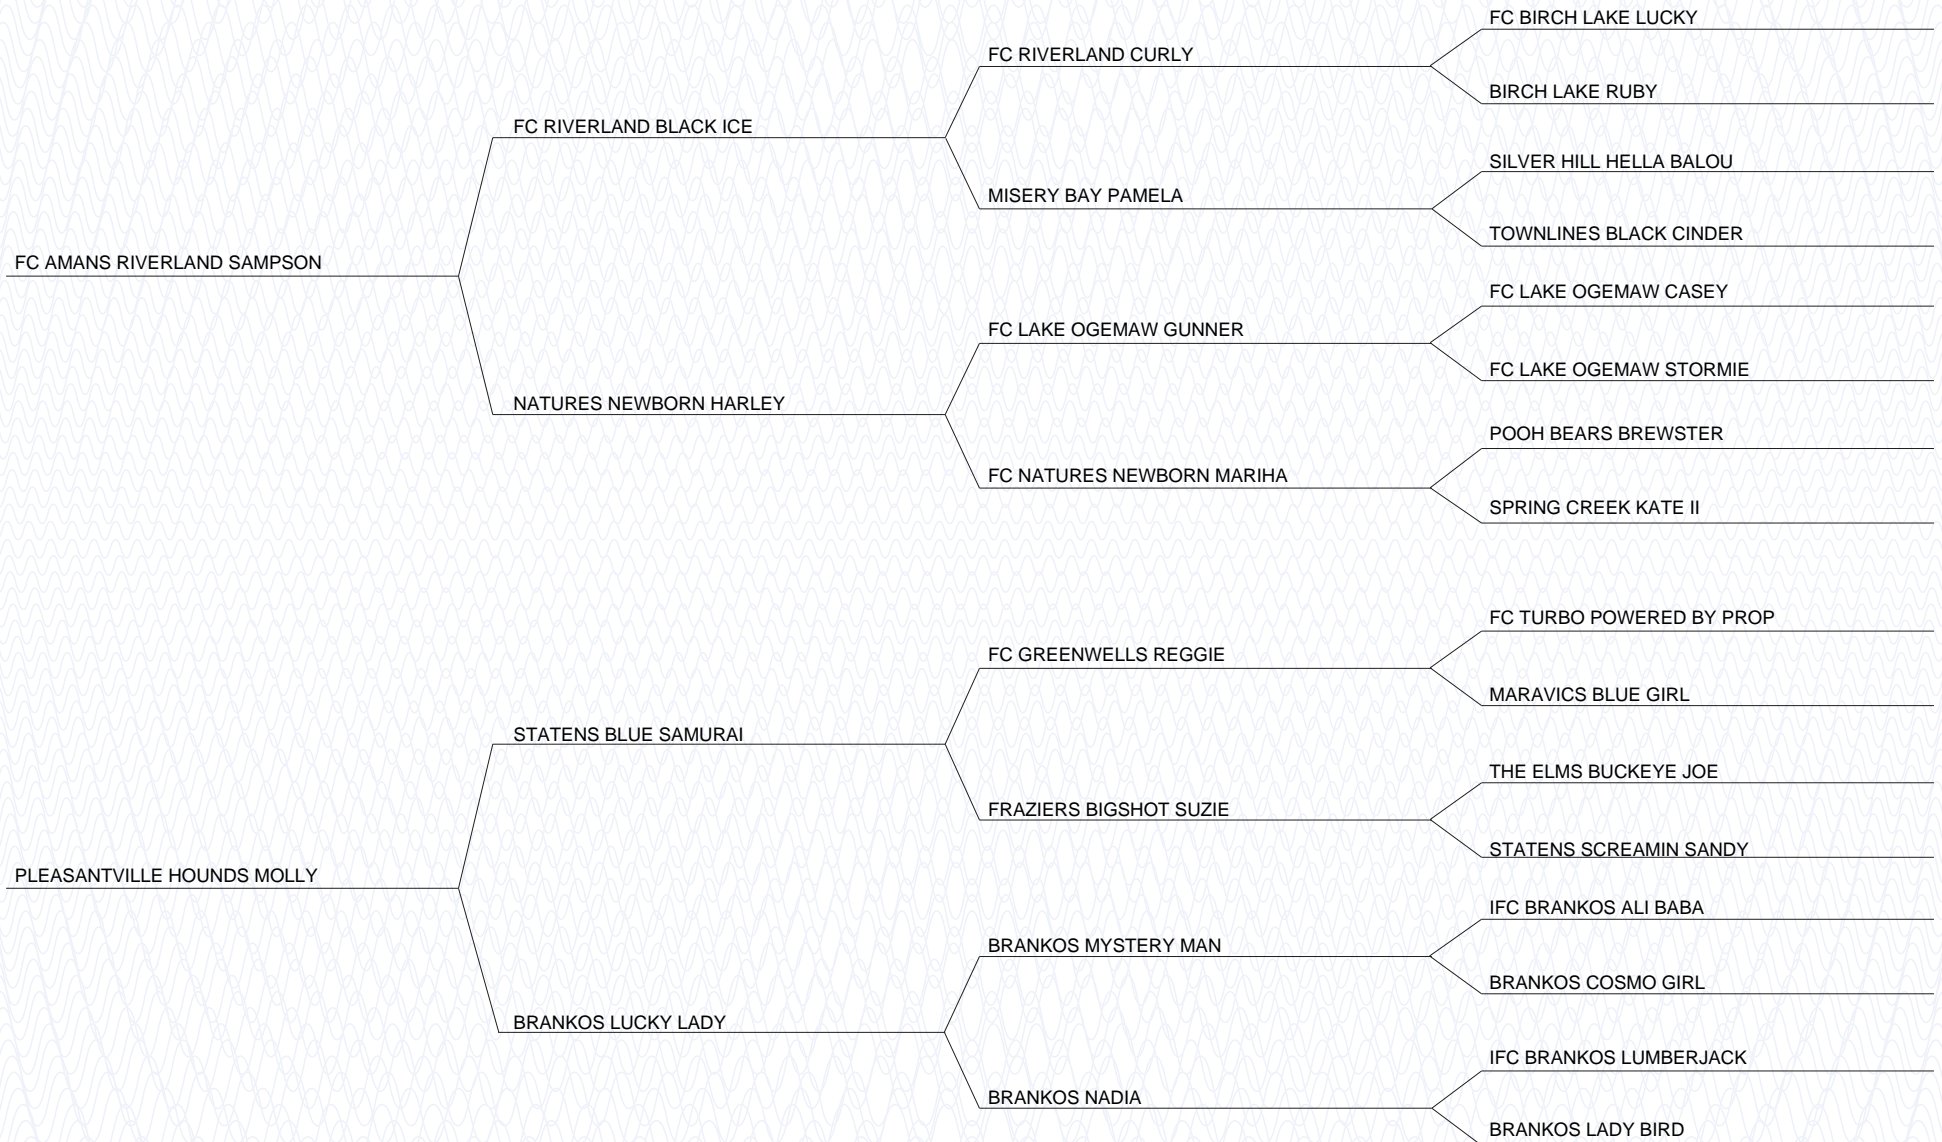 FC AMANS RIVERLAND SAMPSON
FC RIVERLAND BLACK ICE
FC RIVERLAND CURLY
FC BIRCH LAKE LUCKY
BIRCH LAKE RUBY
MISERY BAY PAMELA
SILVER HILL HELLA BALOU
TOWNLINES BLACK CINDER
NATURES NEWBORN HARLEY
FC LAKE OGEMAW GUNNER
FC LAKE OGEMAW CASEY
FC LAKE OGEMAW STORMIE
FC NATURES NEWBORN MARIHA
POOH BEARS BREWSTER
SPRING CREEK KATE II
PLEASANTVILLE HOUNDS MOLLY
STATENS BLUE SAMURAI
FC GREENWELLS REGGIE
FC TURBO POWERED BY PROP
MARAVICS BLUE GIRL
FRAZIERS BIGSHOT SUZIE
THE ELMS BUCKEYE JOE
STATENS SCREAMIN SANDY
BRANKOS LUCKY LADY
BRANKOS MYSTERY MAN
IFC BRANKOS ALI BABA
BRANKOS COSMO GIRL
BRANKOS NADIA
IFC BRANKOS LUMBERJACK
BRANKOS LADY BIRD